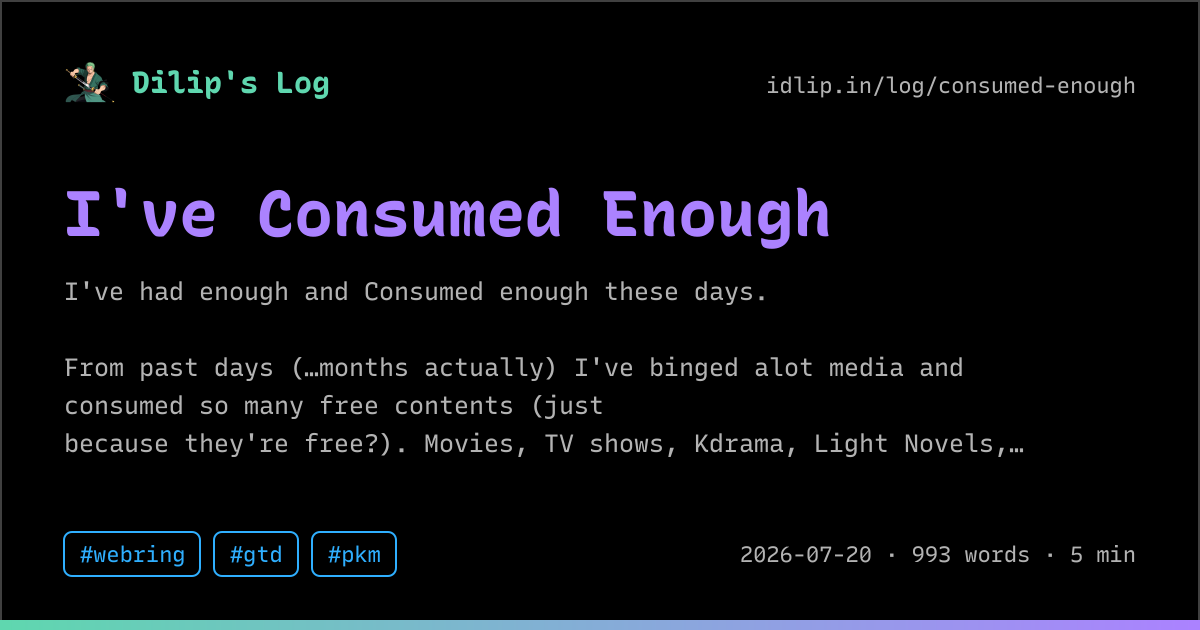 Dilip's Log
idlip.in/log/consumed-enough
I've Consumed Enough
I've had enough and Consumed enough these days.
From past days (…months actually) I've binged alot media and
consumed so many free contents (just
because they're free?). Movies, TV shows, Kdrama, Light Novels,…
#webring #gtd #pkm
2026-07-20 · 993 words · 5 min